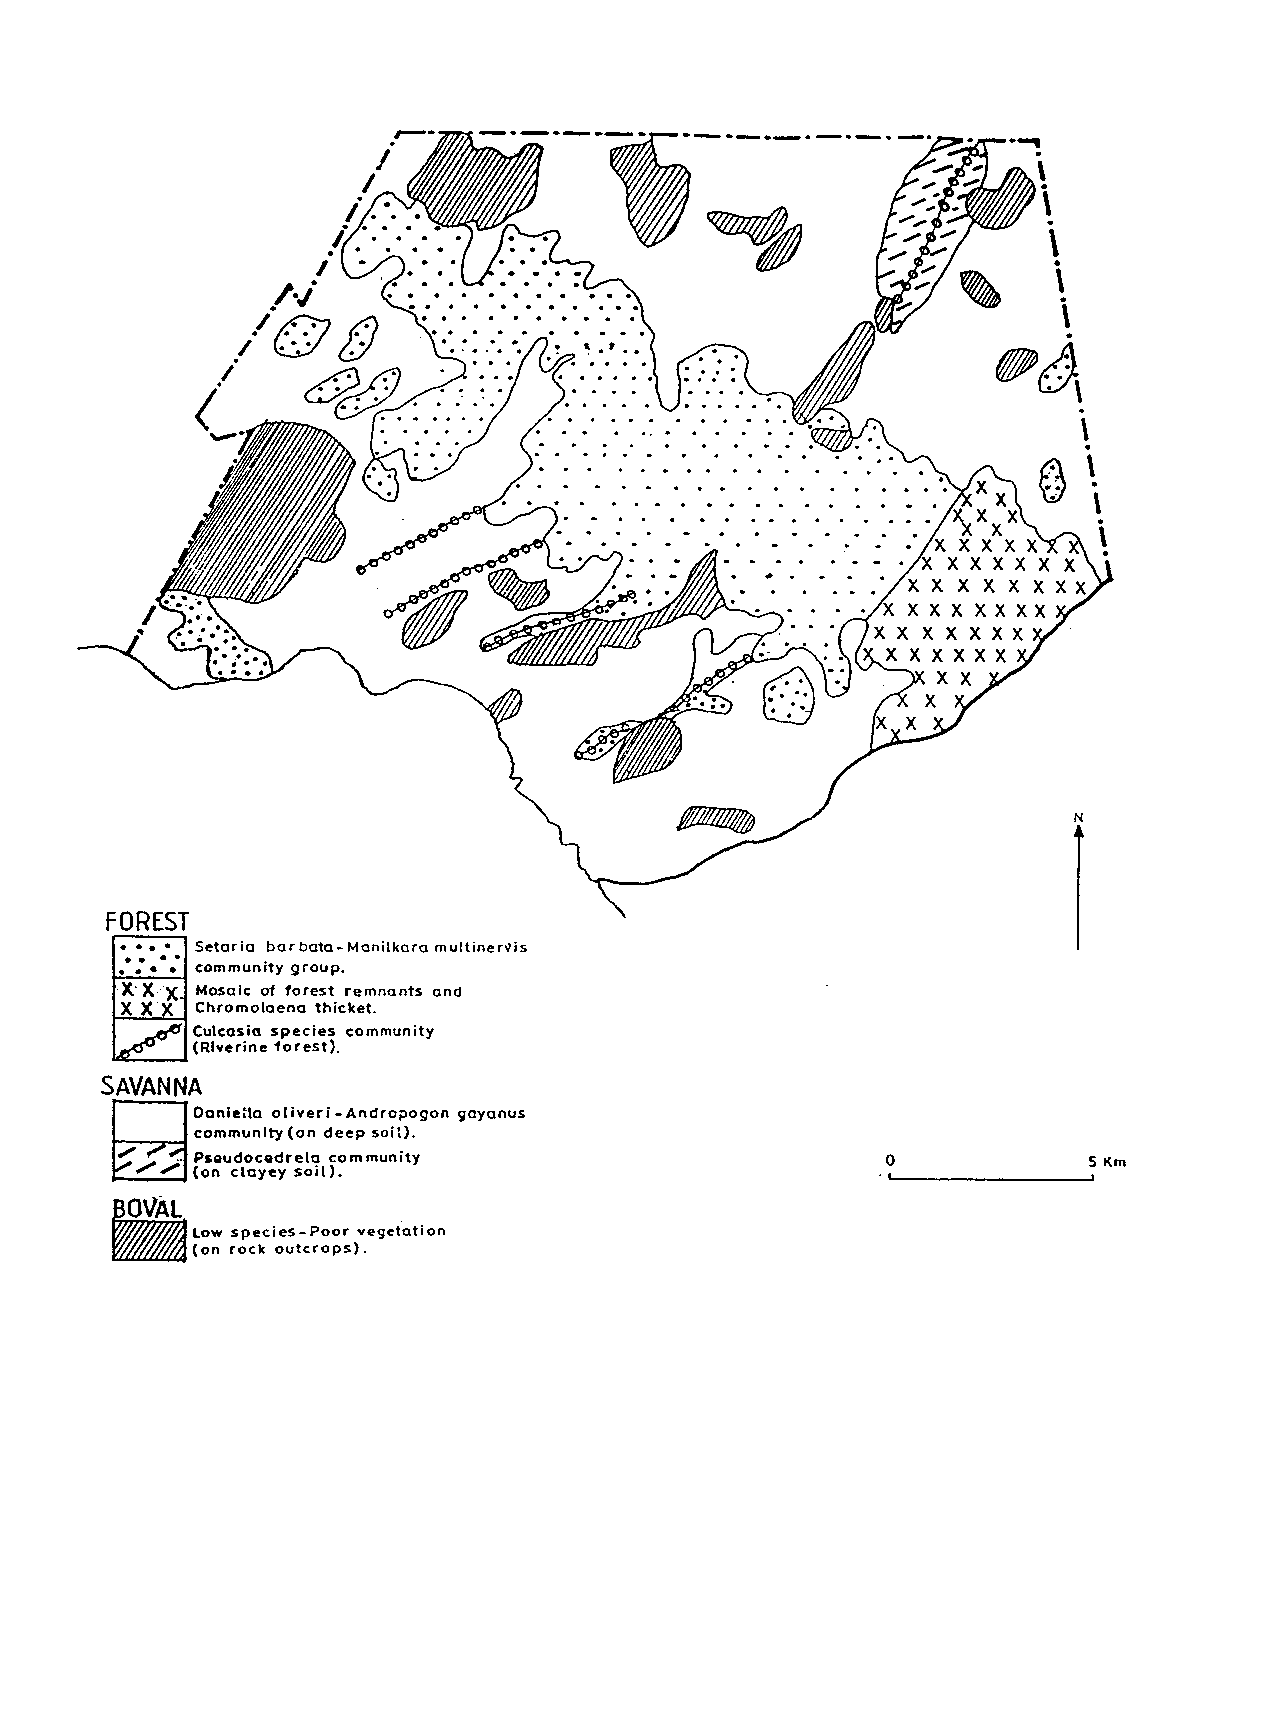 N
FOREST
Setaria barbata-Manilkara multinervis
community group.
Mosaic of forest remnants and
Chromolaena thicket.
Culcasia species community
(Riverine forest).
SAVANNA
Daniella oliveri-Andropogon gayanus
community (on deep soil).
Pseudocedrela community
(on clayey soil).
0 5 Km
BOVAL
Low species-Poor vegetation
(on rock outcrops).